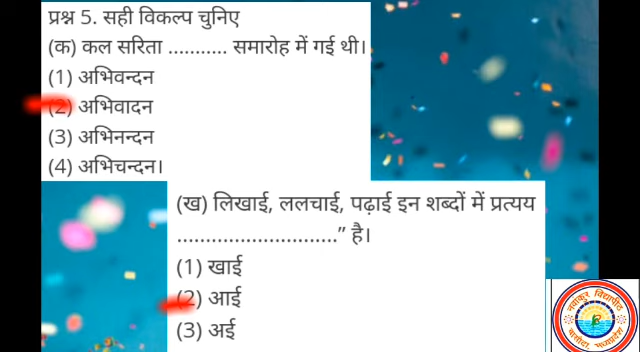 प्रश्न 5. सही विकल्प चुनिए
(क) कल सरिता ........... समारोह में गई थी।
(1) अभिवन्दन
(2) अभिवादन
(3) अभिनन्दन
(4) अभिचन्दन।
(ख) लिखाई, ललचाई, पढ़ाई इन शब्दों में प्रत्यय
............................” है।
(1) खाई
(2) आई
(3) अई